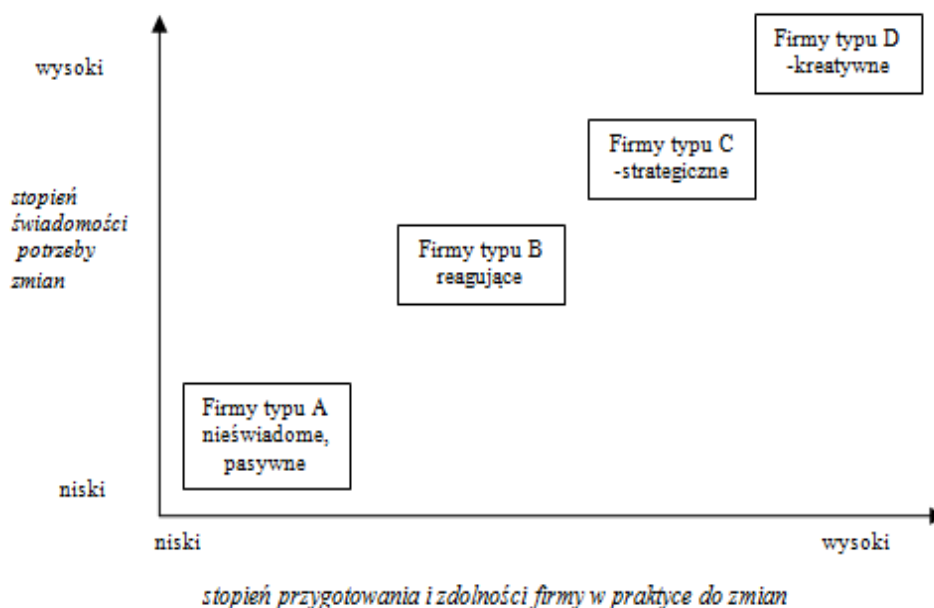 Firmy typu D
-kreatywne
wysoki
Firmy typu C
-strategiczne
stopień
świadomości
potrzeby
zmian
Firmy typu B
reagujące
Firmy typu A
nieświadome,
pasywne
niski
niski
wysoki
stopień przygotowania i zdolności firmy w praktyce do zmian